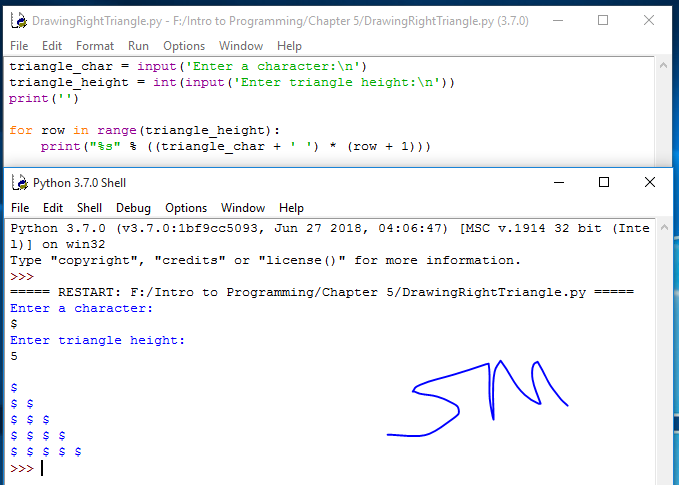 DrawingRightTriangle.py - F:/Intro to Programming/Chapter 5/DrawingRightTriangle.py (3.7.0)
File Edit Format Run Options Window Help
triangle_char = input('Enter a character:\n')
triangle_height = int(input('Enter triangle height:\n'))
print('')
for row in range(triangle_height):
    print("%s" % ((triangle_char + ' ') * (row + 1)))
Python 3.7.0 Shell
File Edit Shell Debug Options Window Help
Python 3.7.0 (v3.7.0:1bf9cc5093, Jun 27 2018, 04:06:47) [MSC v.1914 32 bit (Inte
l)] on win32
Type "copyright", "credits" or "license()" for more information.
>>>
===== RESTART: F:/Intro to Programming/Chapter 5/DrawingRightTriangle.py =====
Enter a character:
$
Enter triangle height:
5
$
$ $
$ $ $
$ $ $ $
$ $ $ $ $
>>>